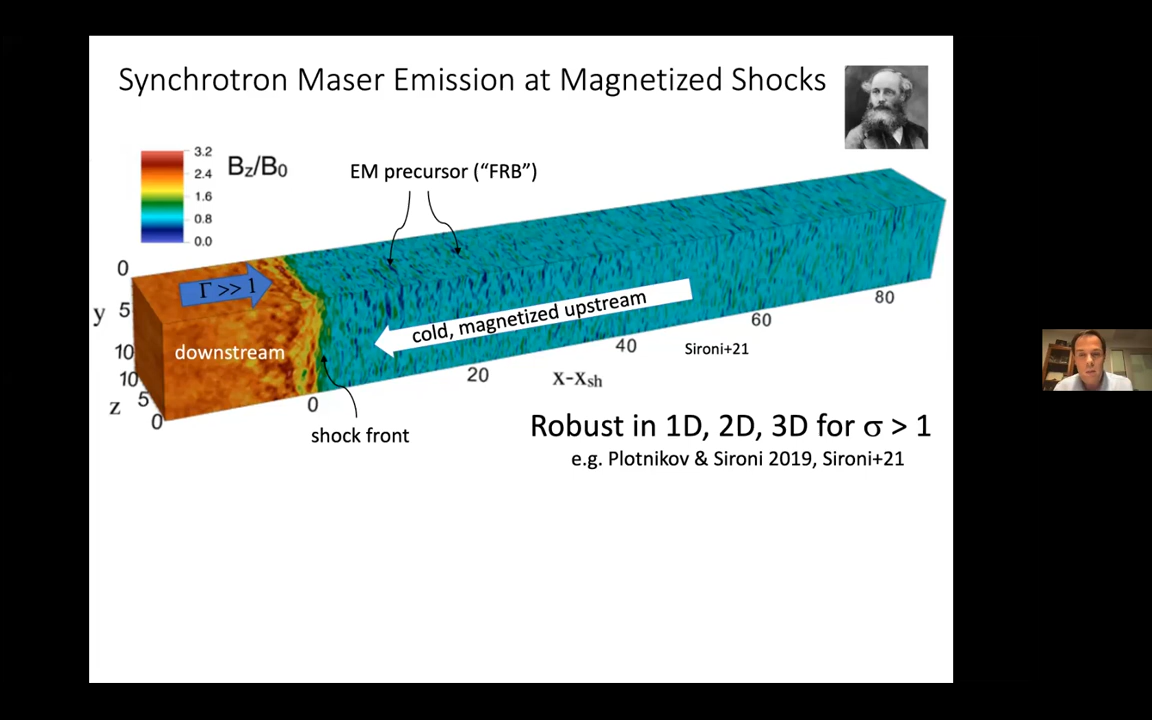 Synchrotron Maser Emission at Magnetized Shocks
3.2
2.4
1.6
0.8
0.0
Bz/B0
EM precursor (“FRB”)
Γ >> 1
downstream
cold, magnetized upstream
Sironi+21
0
5
10
y
10
5
0
z
0
20
40
60
80
x-xsh
shock front
Robust in 1D, 2D, 3D for σ > 1
e.g. Plotnikov & Sironi 2019, Sironi+21